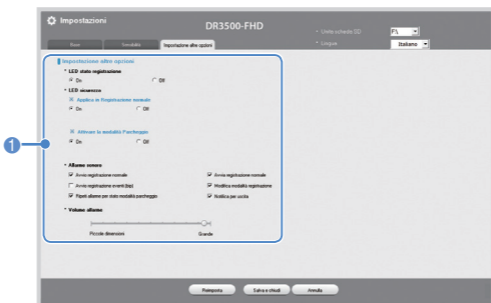 Impostazioni
DR3500-FHD
* Unità scheda SD F5
* Lingua Italiano
Base Sensibilità Impostazione altre opzioni
Impostazione altre opzioni
* LED stato registrazione
On Off
* LED sicurezza
Applica in Registrazione normale
On Off
Attivare la modalità Parcheggio
On Off
1
* Allarme sonoro
Avvio registrazione normale Avvio registrazione normale
Avvio registrazione eventi (bip) Modifica modalità registrazione
Ripeti allarme per stato modalità parcheggio Notifica per uscita
* Volume allarme
Piccole dimensioni Grande
Reimposta Salva e chiudi Annulla